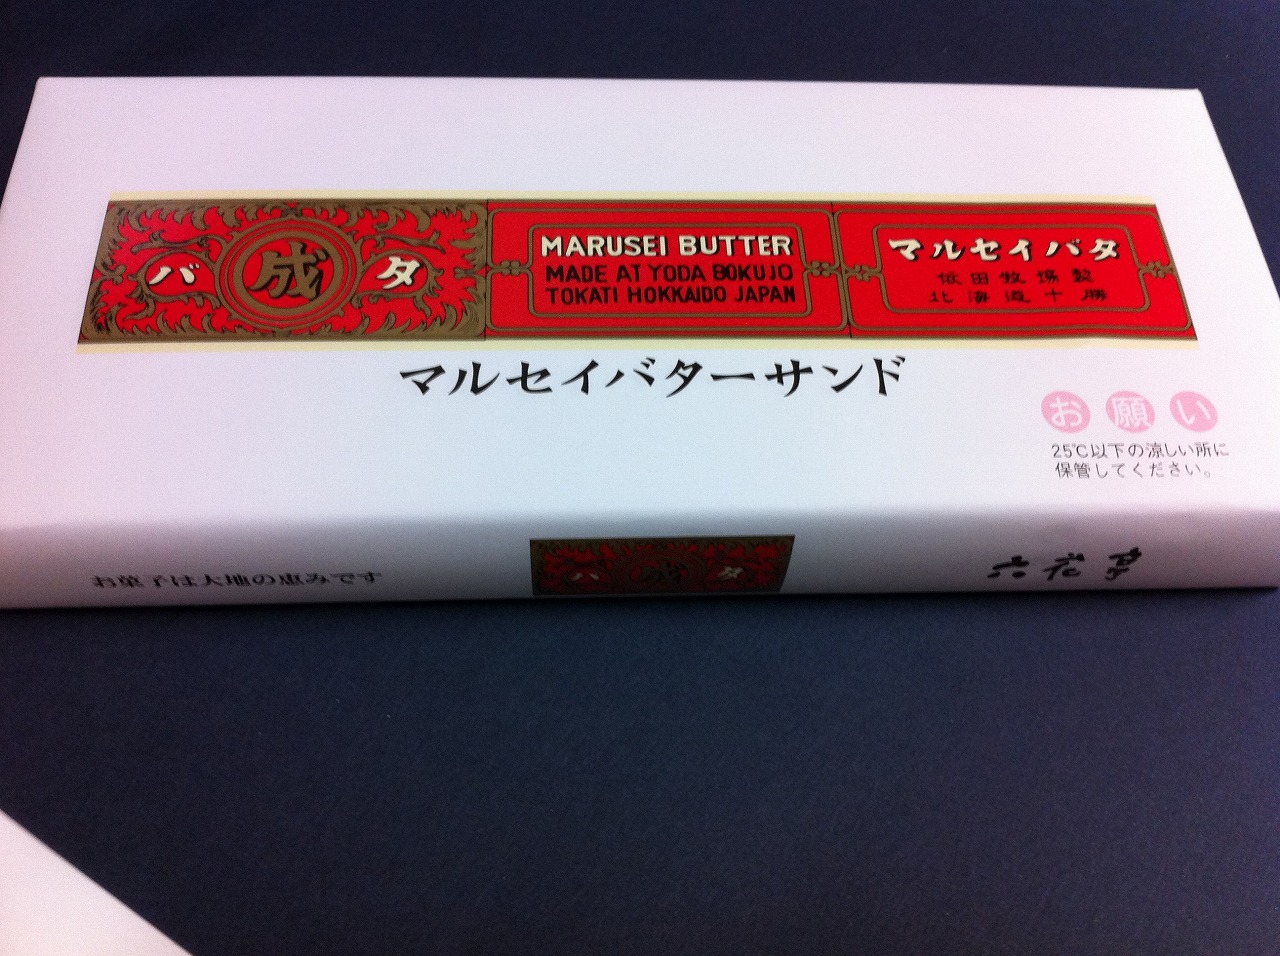 バ 成 タ
MARUSEI BUTTER
MADE AT YODA BOKUJO
TOKATI HOKKAIDO JAPAN
マルセイバタ
依田牧場製
北海道十勝
マルセイバターサンド
お願い
25℃以下の涼しい所に
保管してください。
お菓子は大地の恵みです
バ 成 タ
六花亭